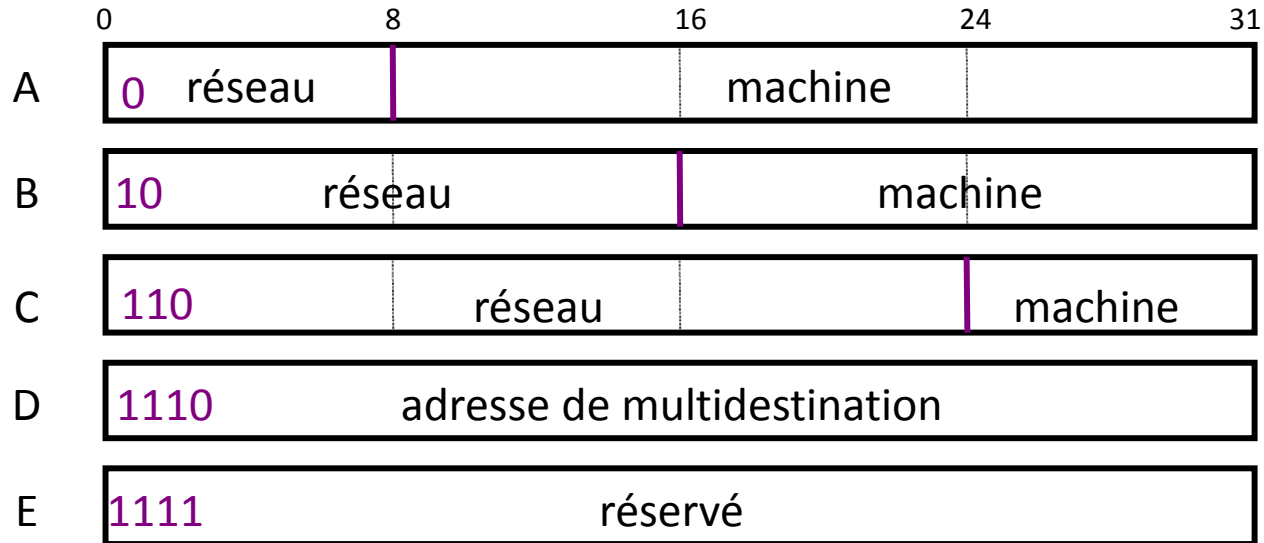 0 8 16 24 31
A 0 réseau machine
B 10 réseau machine
C 110 réseau machine
D 1110 adresse de multidestination
E 1111 réservé